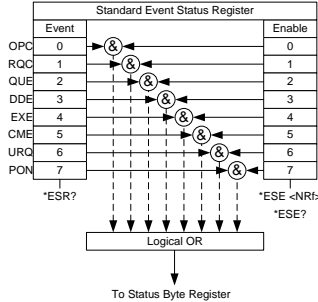 Standard Event Status Register
Event Enable
OPC 0 & 0
RQC 1 & 1
QUE 2 & 2
DDE 3 & 3
EXE 4 & 4
CME 5 & 5
URQ 6 & 6
PON 7 & 7
*ESR? *ESE <NRf>
*ESE?
Logical OR
To Status Byte Register